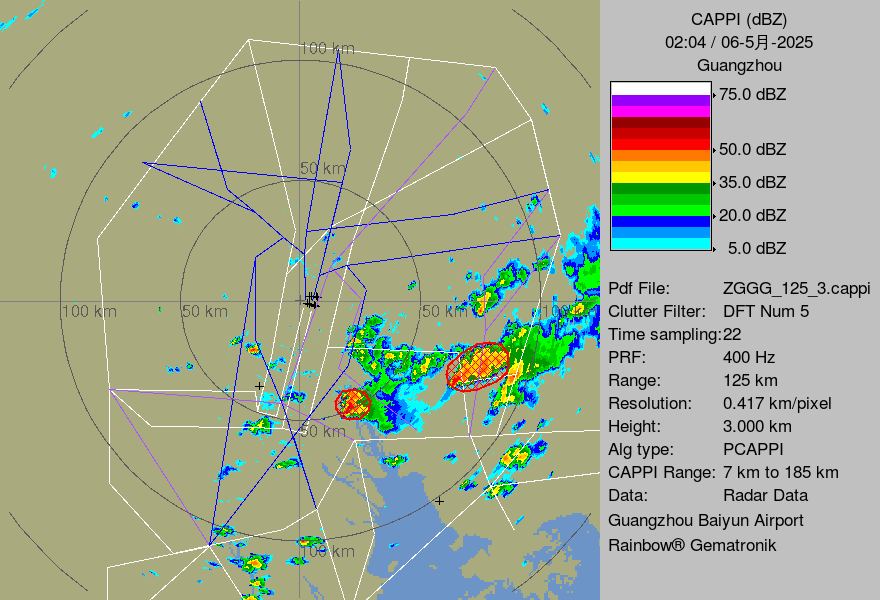 CAPPI (dBZ)
02:04 / 06-5月-2025
Guangzhou
75.0 dBZ
50.0 dBZ
35.0 dBZ
20.0 dBZ
5.0 dBZ
Pdf File: ZGGG_125_3.cappi
Clutter Filter: DFT Num 5
Time sampling:22
PRF: 400 Hz
Range: 125 km
Resolution: 0.417 km/pixel
Height: 3.000 km
Alg type: PCAPPI
CAPPI Range: 7 km to 185 km
Data: Radar Data
Guangzhou Baiyun Airport
Rainbow® Gematronik
100 km
50 km
100 km
50 km
50 km
100
50 km
100 km